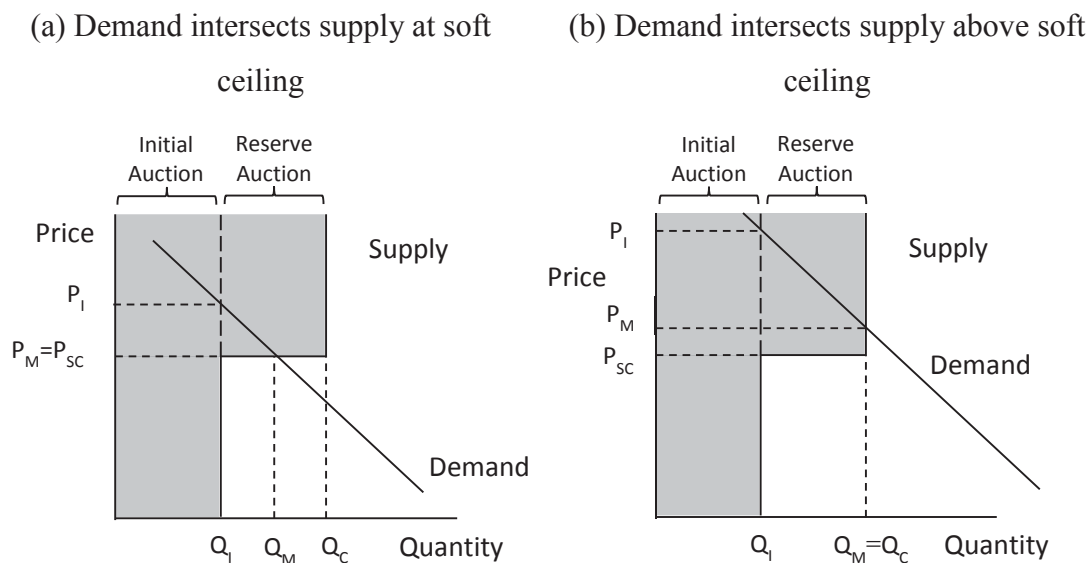 (a) Demand intersects supply at soft
ceiling
Initial
Auction
Reserve
Auction
Price
Supply
P_I
P_M=P_SC
Demand
Q_I
Q_M
Q_C
Quantity
(b) Demand intersects supply above soft
ceiling
Initial
Auction
Reserve
Auction
P_I
Supply
Price
P_M
P_SC
Demand
Q_I
Q_M=Q_C
Quantity